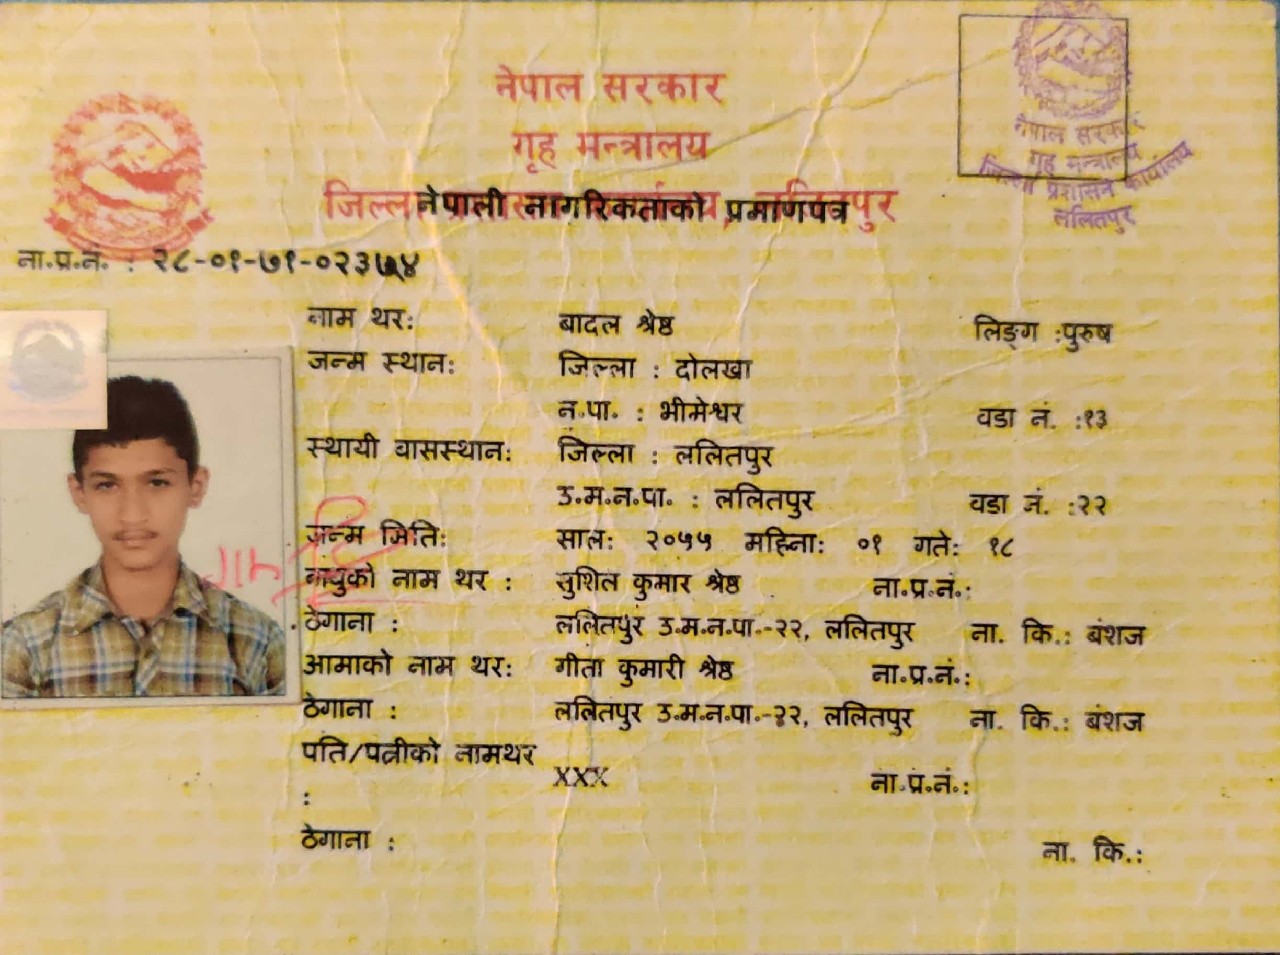 नेपाल सरकार
गृह मन्त्रालय
नेपाली नागरिकताको प्रमाणपत्र
नेपाल सरकार
गृह मन्त्रालय
जिल्ला प्रशासन कार्यालय
ललितपुर
ना.प्र.नं. : २८-०१-७१-०२३५४
नाम थर: बादल श्रेष्ठ लिङ्ग :पुरुष
जन्म स्थान: जिल्ला : दोलखा
न.पा. : भीमेश्वर वडा नं. :१३
स्थायी वासस्थान: जिल्ला : ललितपुर
उ.म.न.पा. : ललितपुर वडा नं. :२२
जन्म मिति: साल: २०५५ महिना: ०१ गते: १८
बाबुको नाम थर : सुशिल कुमार श्रेष्ठ ना.प्र.नं.:
ठेगाना : ललितपुर उ.म.न.पा.-२२, ललितपुर ना. कि.: बंशज
आमाको नाम थर: गीता कुमारी श्रेष्ठ ना.प्र.नं.:
ठेगाना : ललितपुर उ.म.न.पा.-२२, ललितपुर ना. कि.: बंशज
पति/पत्नीको नामथर : XXX ना.प्र.नं.:
ठेगाना : ना. कि.: